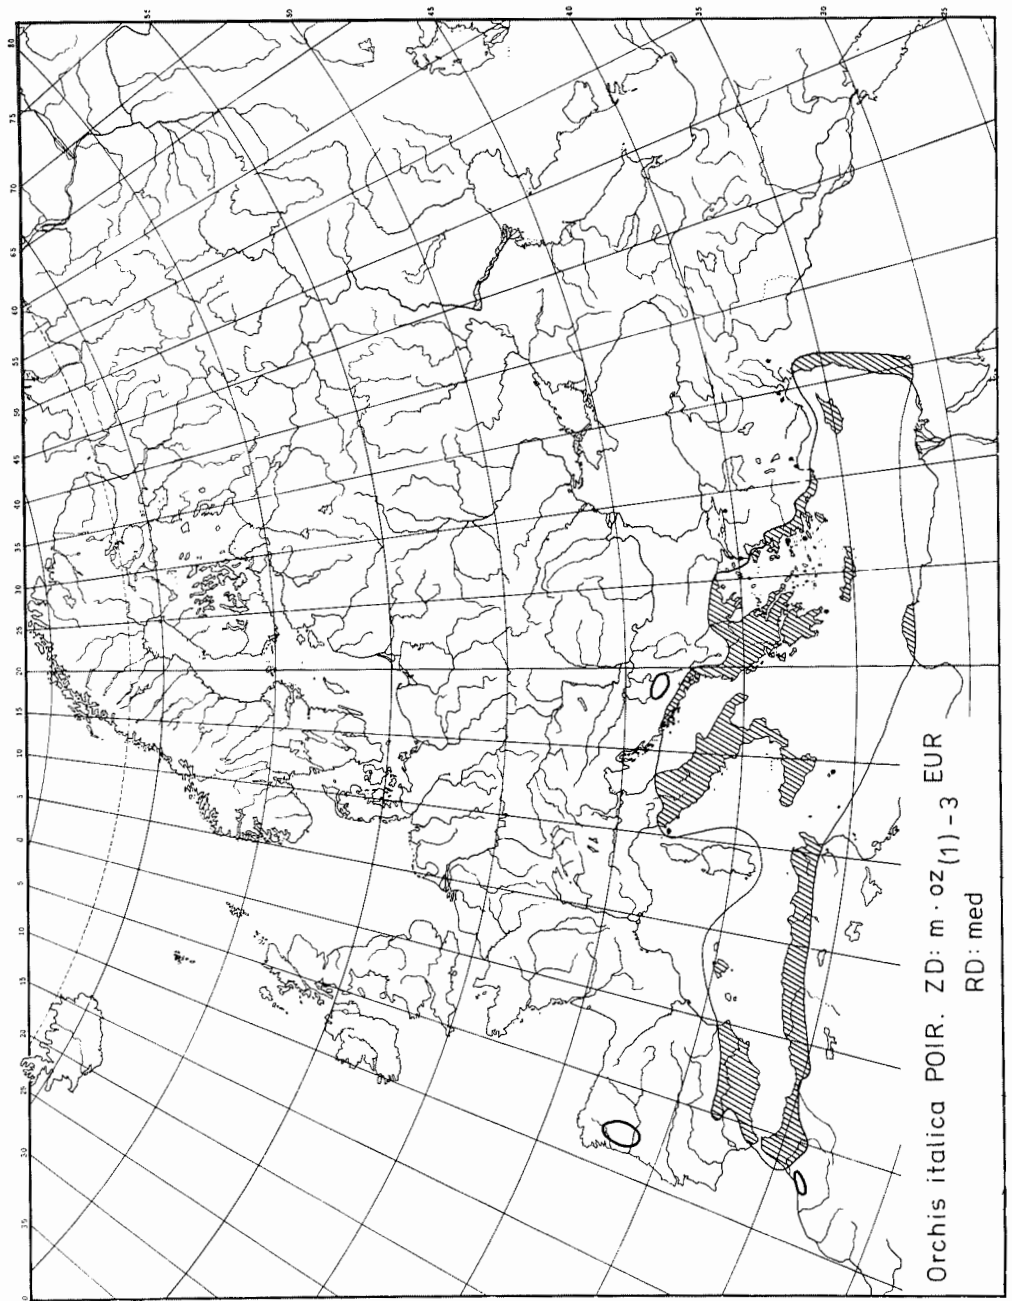 Orchis italica POIR. ZD: m · oz (1) – 3 EUR
RD: med